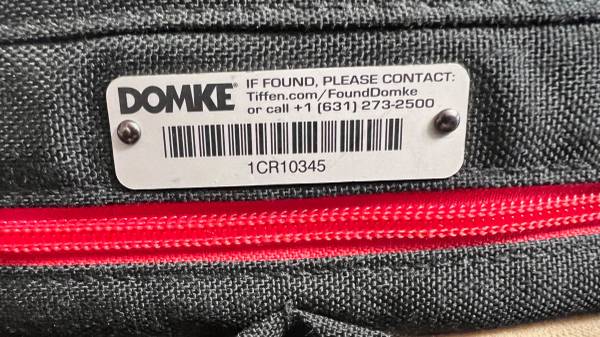 DOMKE® IF FOUND, PLEASE CONTACT:
Tiffen.com/FoundDomke
or call +1 (631) 273-2500
1CR10345